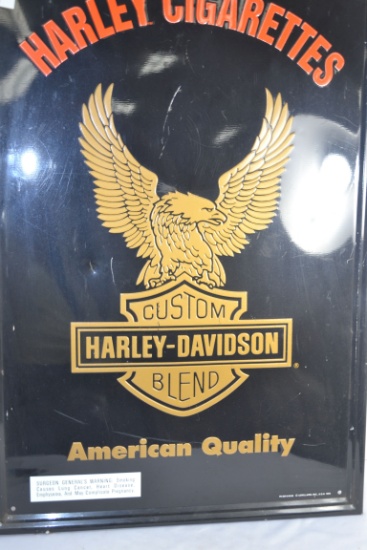 HARLEY CIGARETTES
CUSTOM
HARLEY-DAVIDSON
BLEND
American Quality
SURGEON GENERAL'S WARNING: Smoking
Causes Lung Cancer, Heart Disease,
Emphysema, And May Complicate Pregnancy.